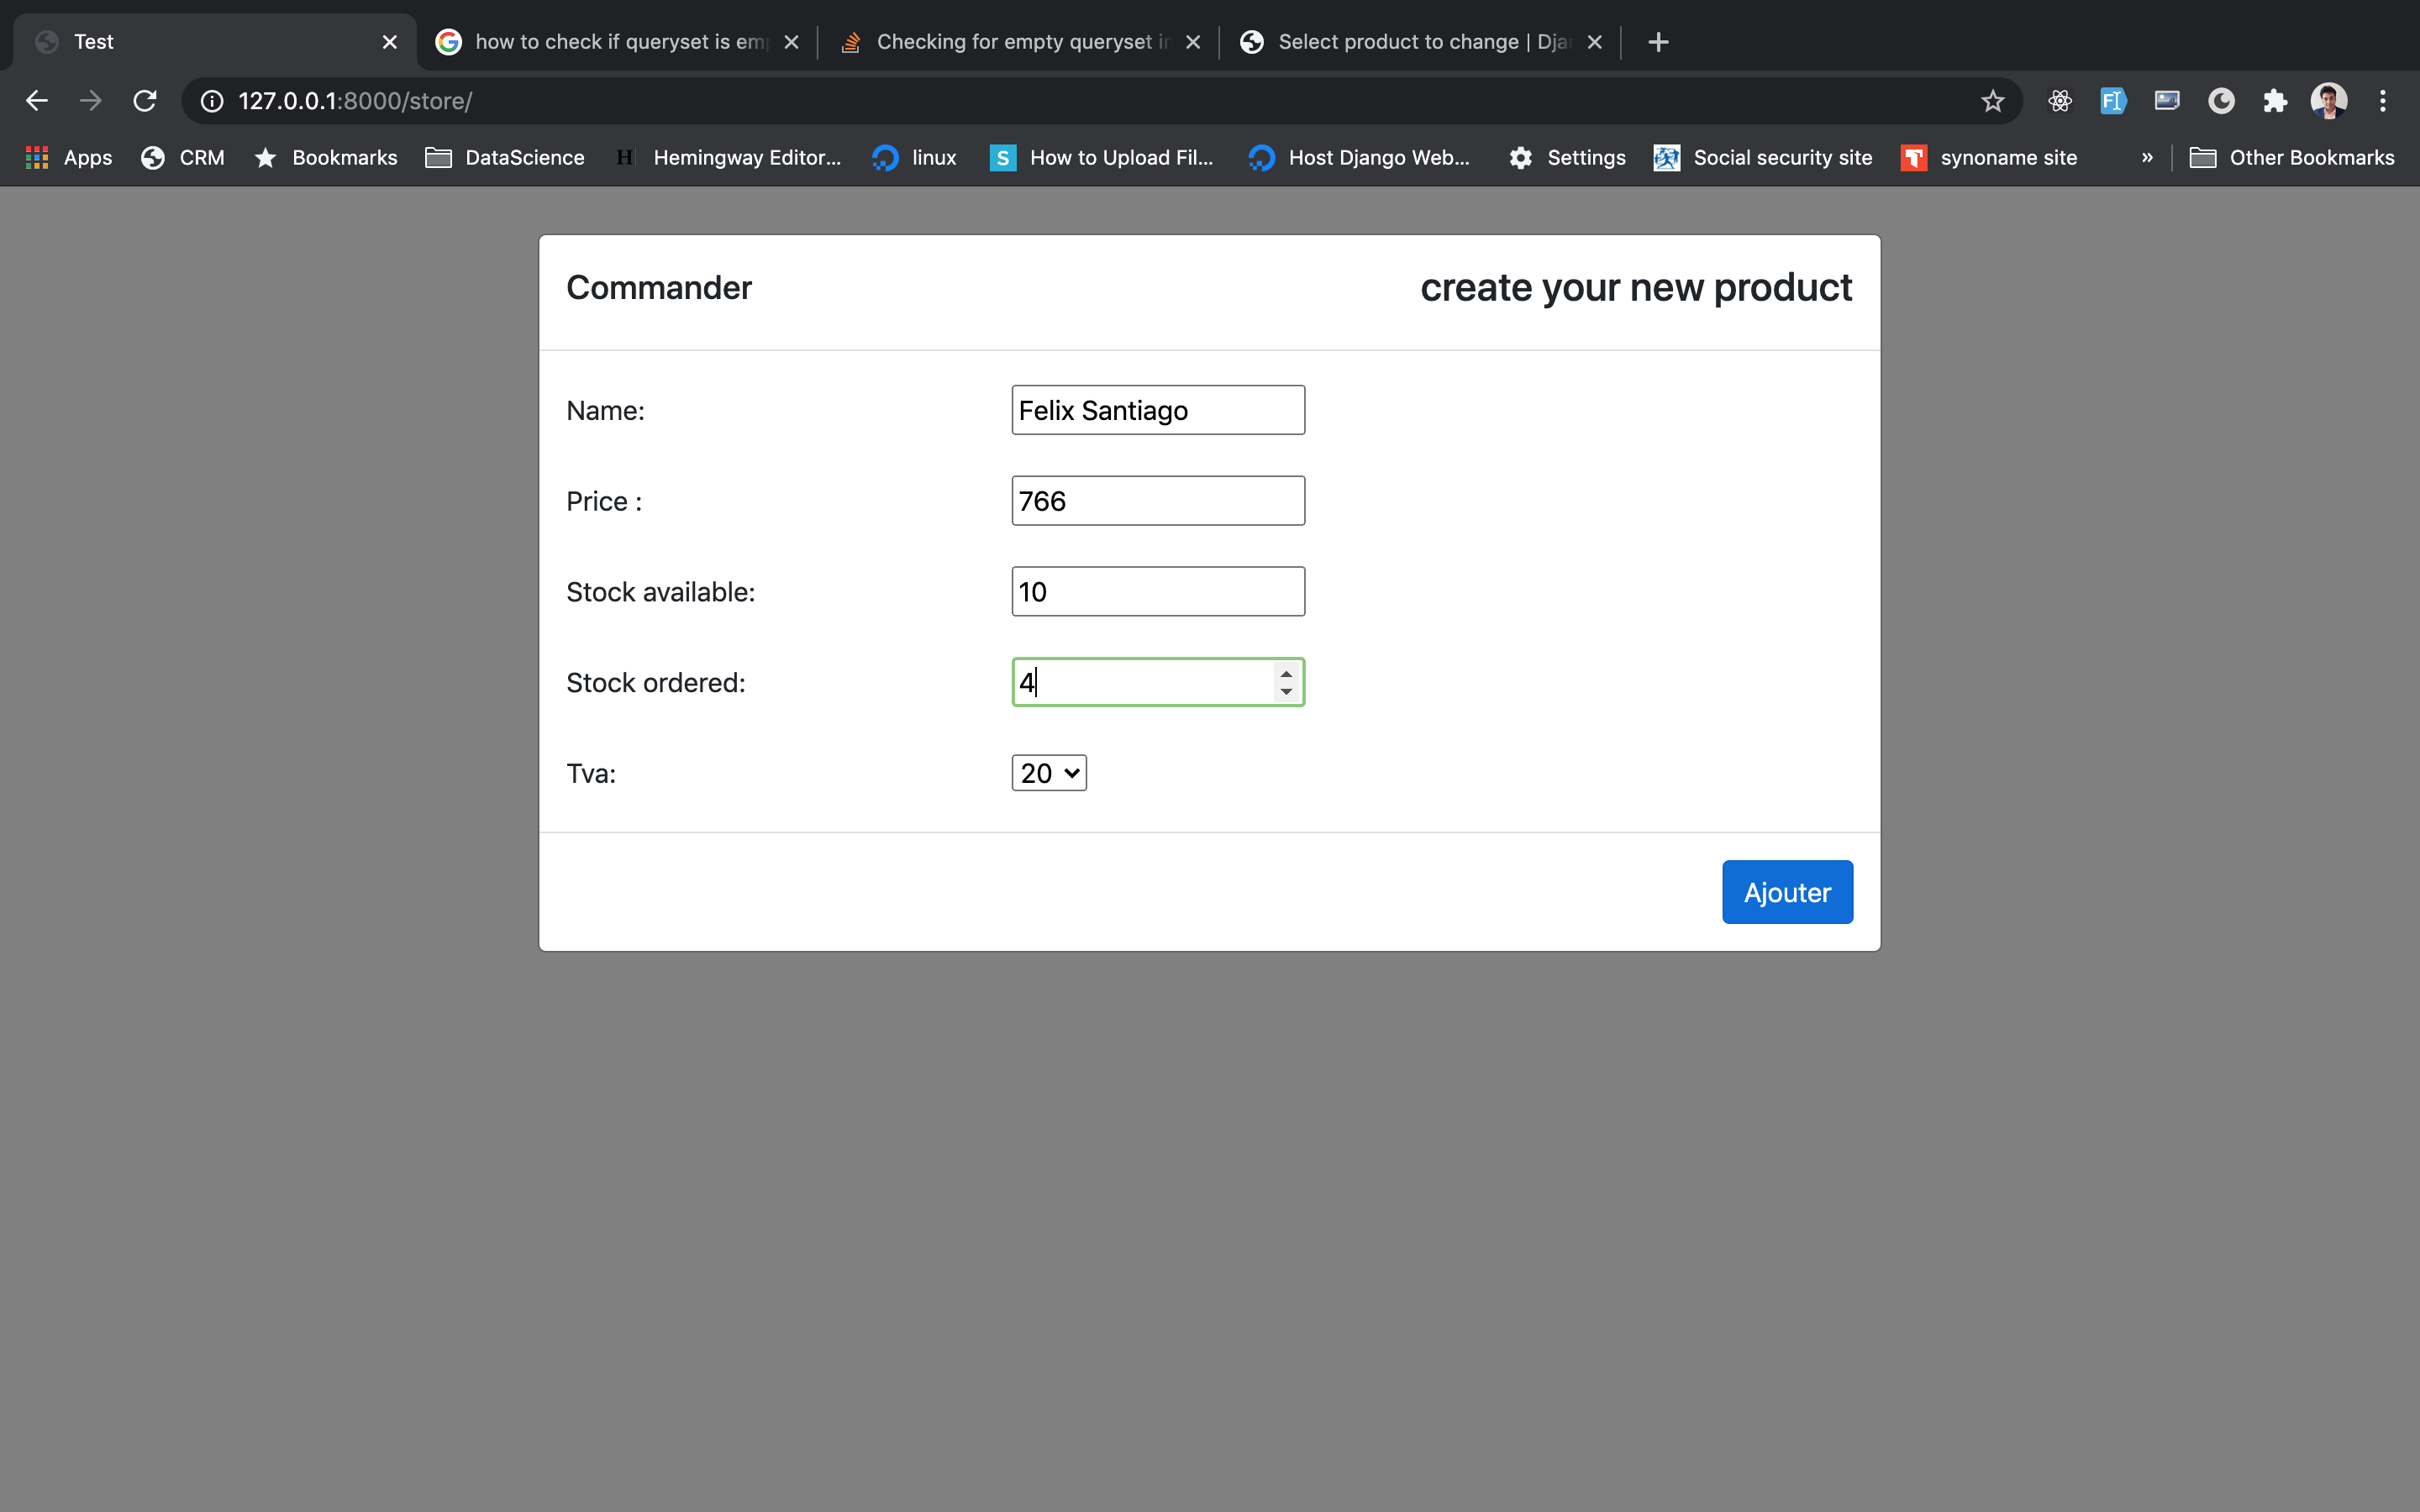 Test
how to check if queryset is em
Checking for empty queryset i
Select product to change | Dja
127.0.0.1:8000/store/
Apps
CRM
Bookmarks
DataScience
H
Hemingway Editor...
linux
S
How to Upload Fil...
Host Django Web...
Settings
Social security site
synoname site
»
Other Bookmarks
Commander
create your new product
Name:
Felix Santiago
Price :
766
Stock available:
10
Stock ordered:
4
Tva:
20
Ajouter